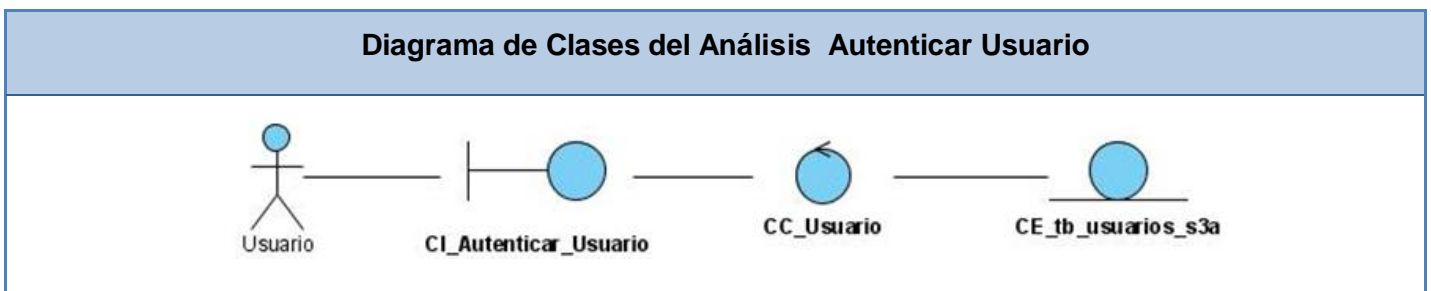 Diagrama de Clases del Análisis Autenticar Usuario
Usuario
CI_Autenticar_Usuario
CC_Usuario
CE_tb_usuarios_s3a